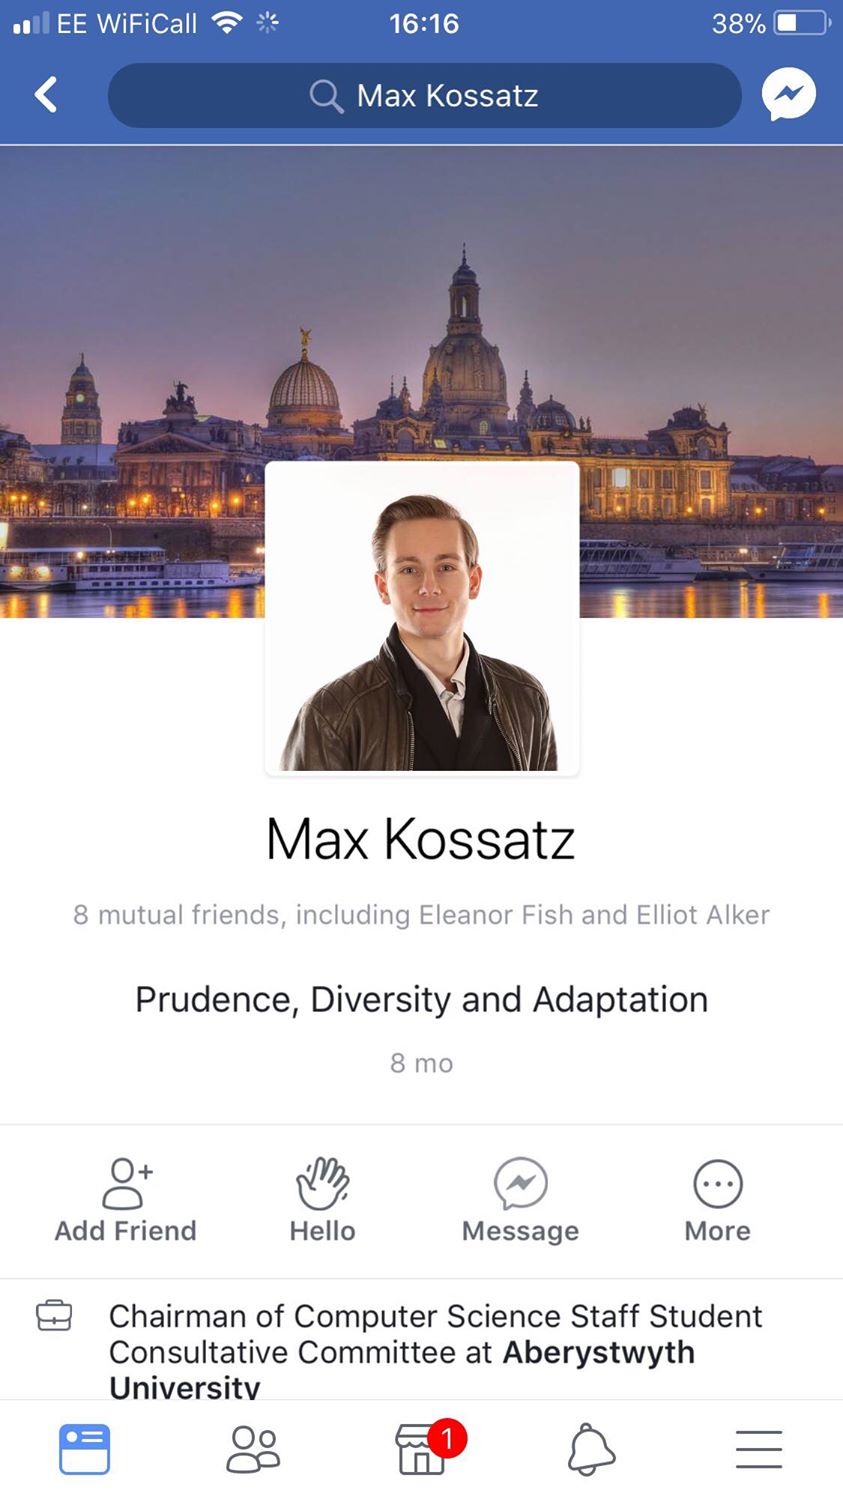 EE WiFiCall 16:16 38%
Max Kossatz
Max Kossatz
8 mutual friends, including Eleanor Fish and Elliot Alker
Prudence, Diversity and Adaptation
8 mo
Add Friend Hello Message More
Chairman of Computer Science Staff Student
Consultative Committee at Aberystwyth
University
1